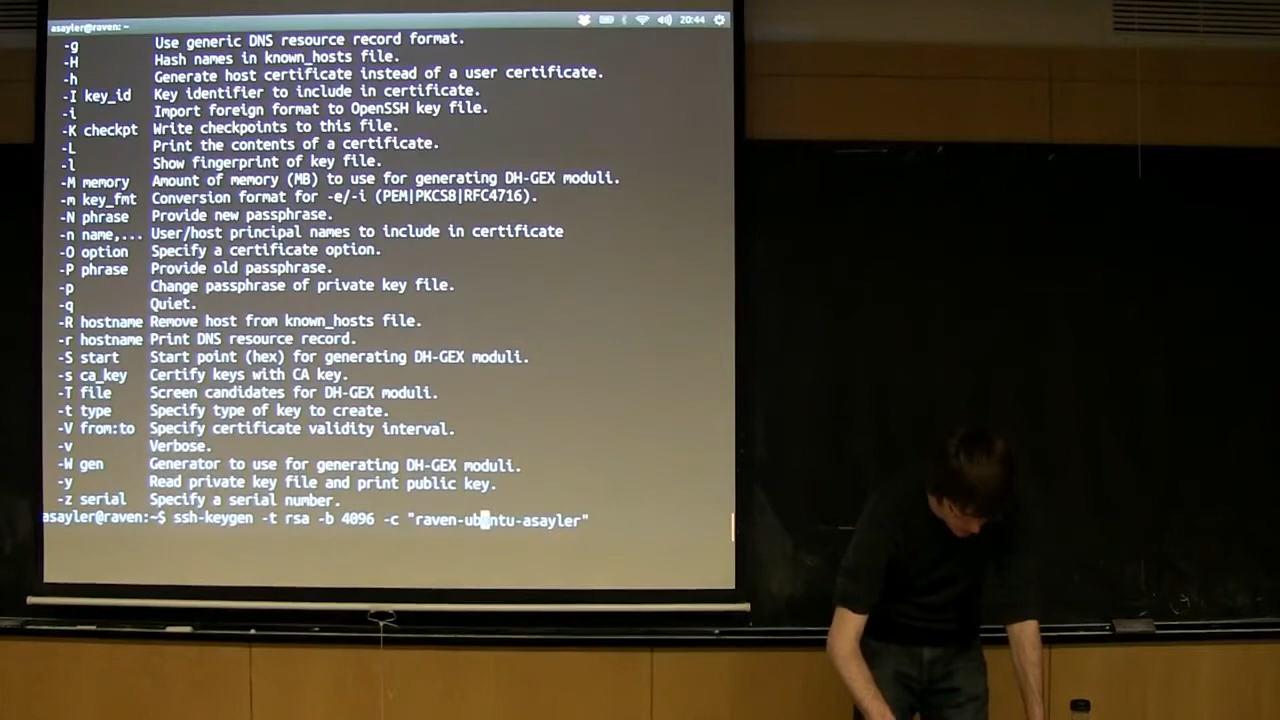 asayler@raven: ~ 20:44
-g Use generic DNS resource record format.
-H Hash names in known_hosts file.
-h Generate host certificate instead of a user certificate.
-I key_id Key identifier to include in certificate.
-i Import foreign format to OpenSSH key file.
-K checkpt Write checkpoints to this file.
-L Print the contents of a certificate.
-l Show fingerprint of key file.
-M memory Amount of memory (MB) to use for generating DH-GEX moduli.
-m key_fmt Conversion format for -e/-i (PEM|PKCS8|RFC4716).
-N phrase Provide new passphrase.
-n name,... User/host principal names to include in certificate
-O option Specify a certificate option.
-P phrase Provide old passphrase.
-p Change passphrase of private key file.
-q Quiet.
-R hostname Remove host from known_hosts file.
-r hostname Print DNS resource record.
-S start Start point (hex) for generating DH-GEX moduli.
-s ca_key Certify keys with CA key.
-T file Screen candidates for DH-GEX moduli.
-t type Specify type of key to create.
-V from:to Specify certificate validity interval.
-v Verbose.
-W gen Generator to use for generating DH-GEX moduli.
-y Read private key file and print public key.
-z serial Specify a serial number.
asayler@raven:~$ ssh-keygen -t rsa -b 4096 -c "raven-ubuntu-asayler"